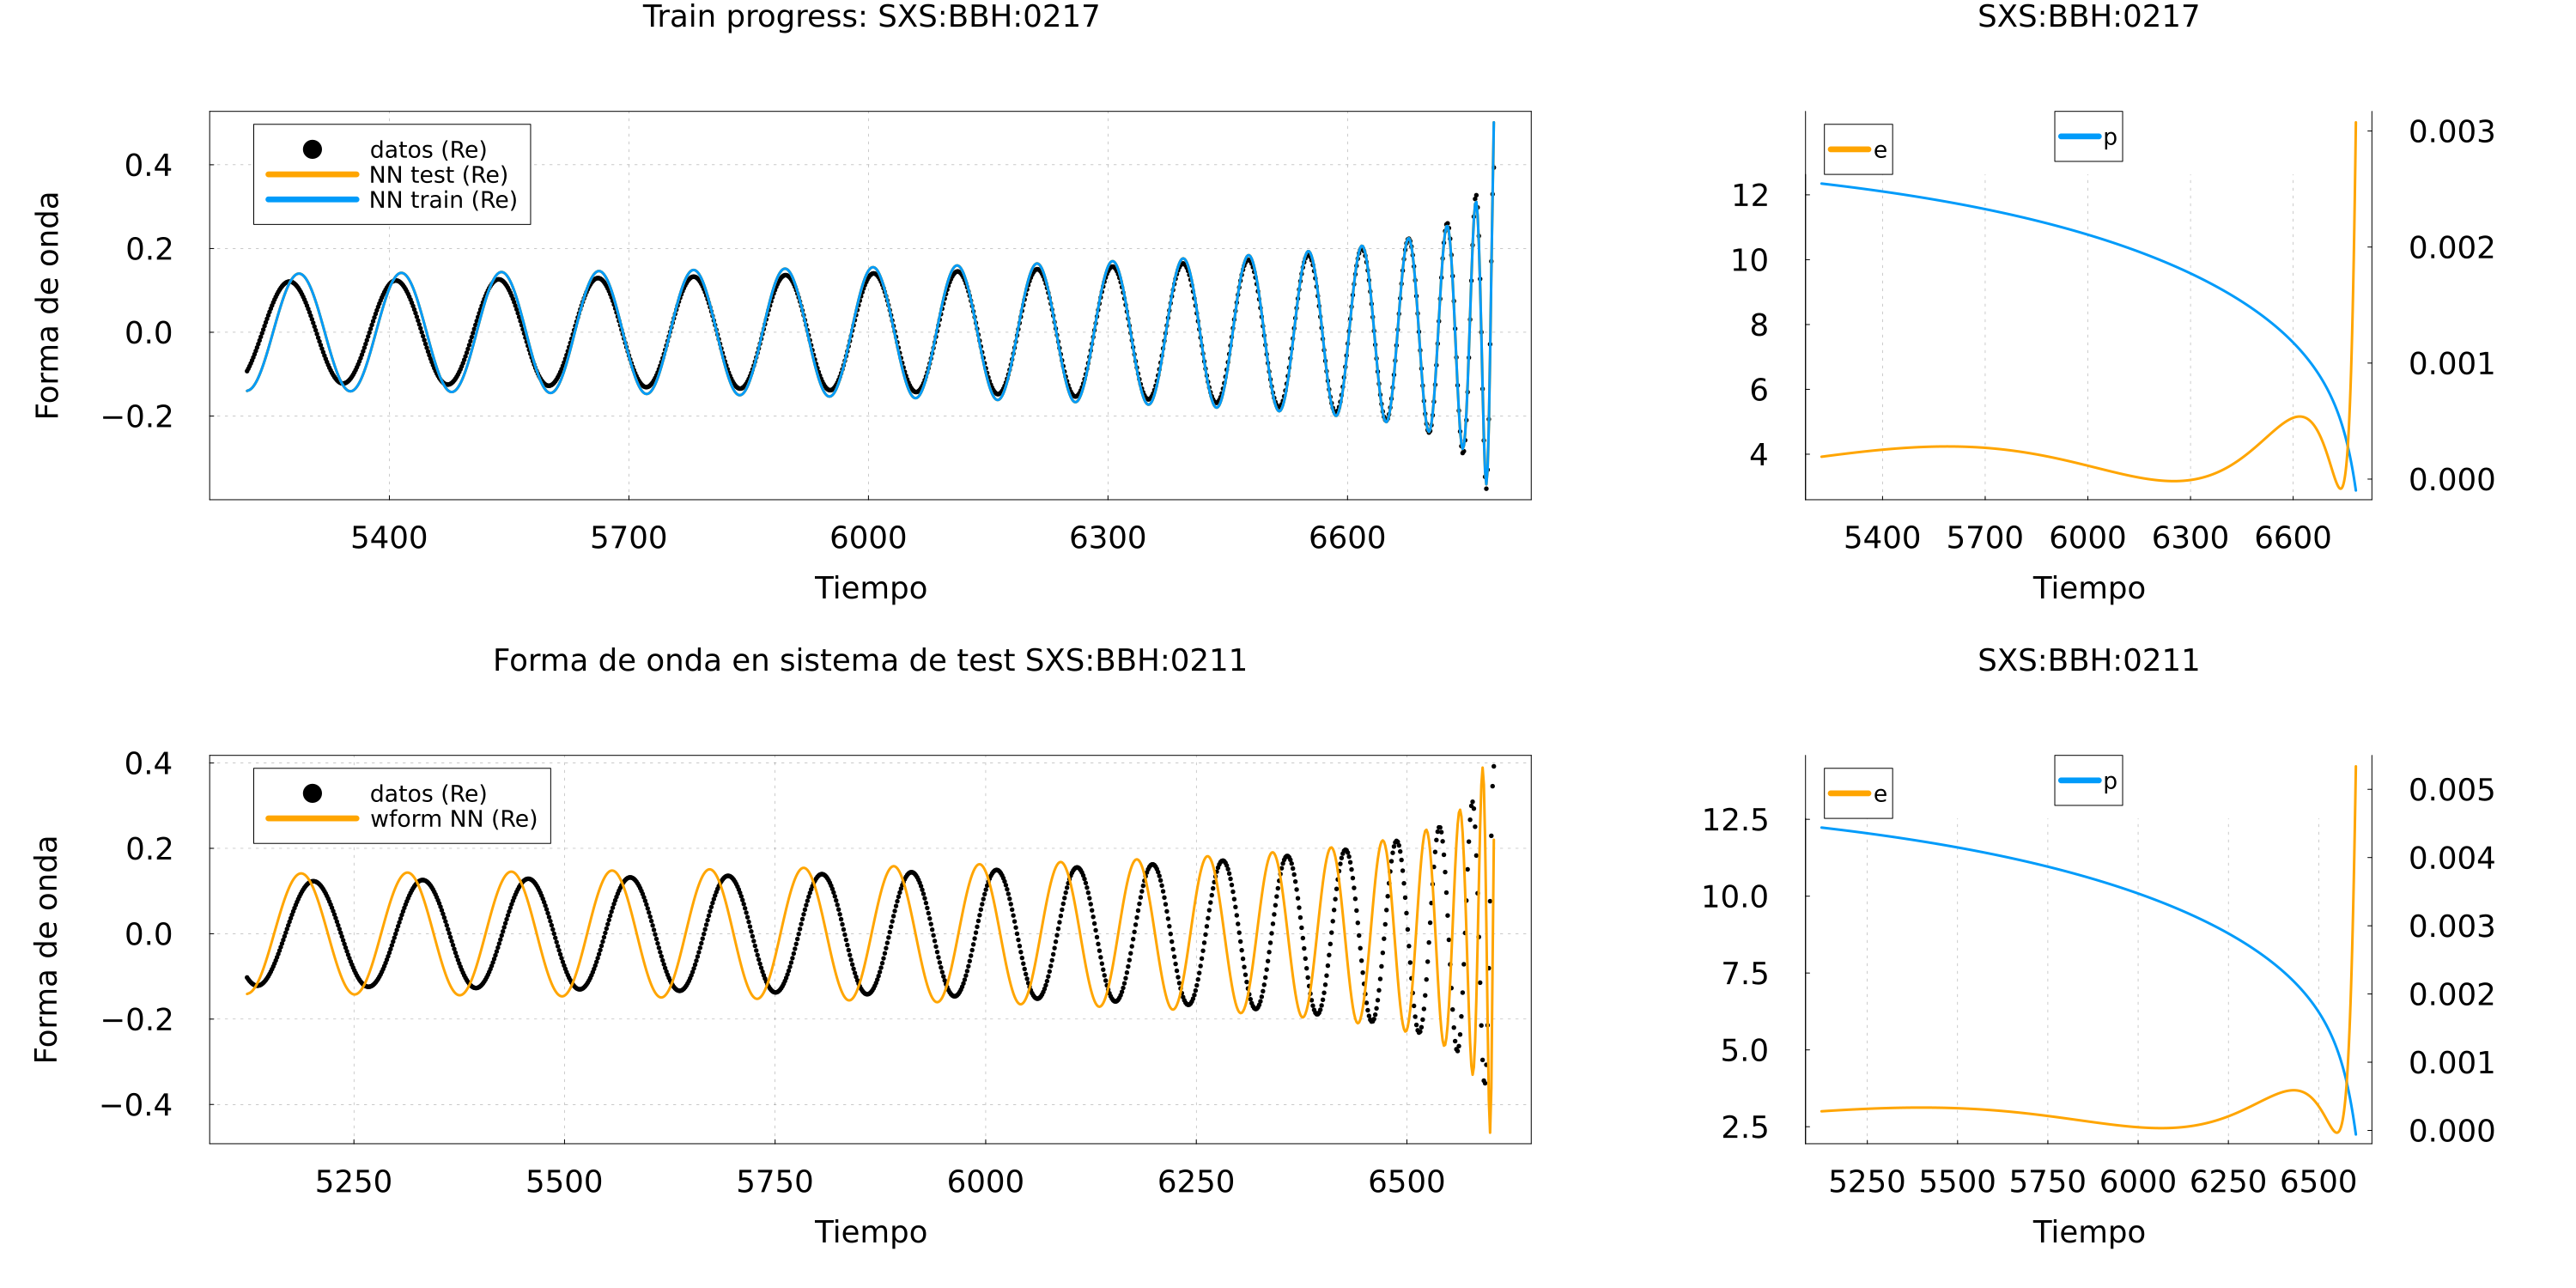 Train progress: SXS:BBH:0217
datos (Re)
NN test (Re)
NN train (Re)
Forma de onda
0.4
0.2
0.0
−0.2
5400 5700 6000 6300 6600
Tiempo
SXS:BBH:0217
e
p
12
10
8
6
4
0.003
0.002
0.001
0.000
5400 5700 6000 6300 6600
Tiempo
Forma de onda en sistema de test SXS:BBH:0211
datos (Re)
wform NN (Re)
Forma de onda
0.4
0.2
0.0
−0.2
−0.4
5250 5500 5750 6000 6250 6500
Tiempo
SXS:BBH:0211
e
p
12.5
10.0
7.5
5.0
2.5
0.005
0.004
0.003
0.002
0.001
0.000
5250 5500 5750 6000 6250 6500
Tiempo